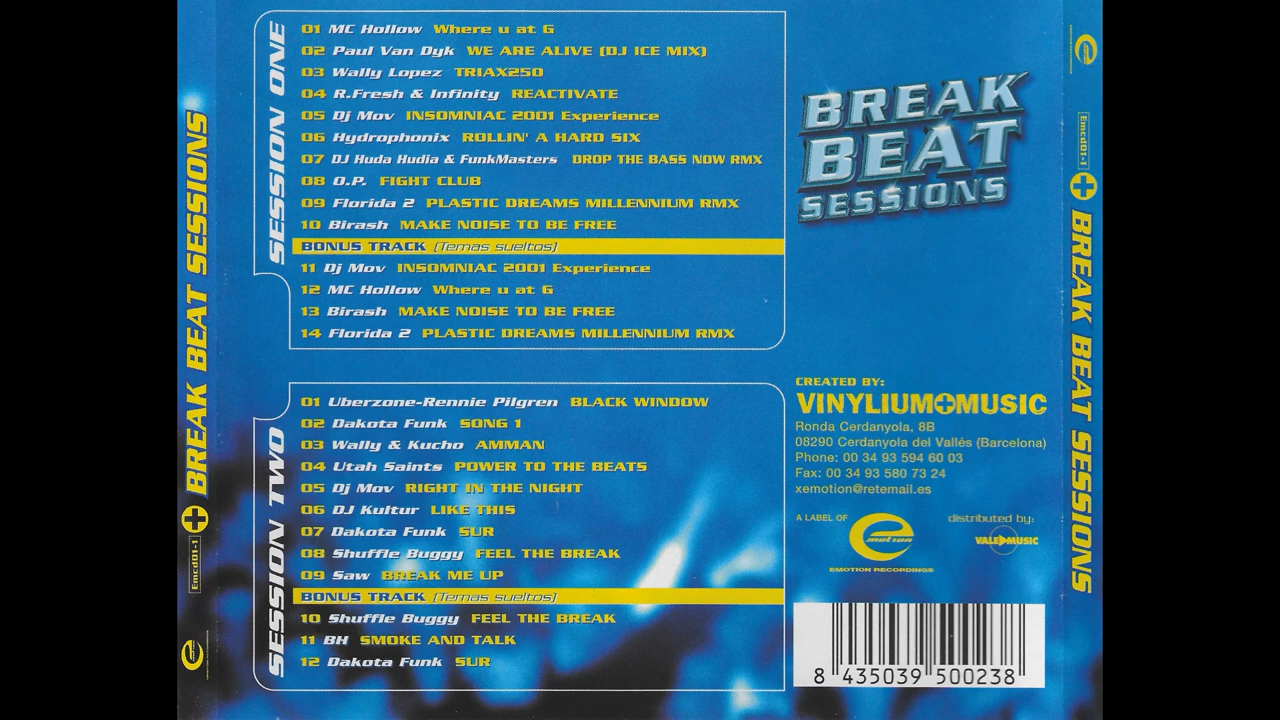 BREAK BEAT SESSIONS
Emcd01-1
SESSION ONE
01 MC Hollow Where u at G
02 Paul Van Dyk WE ARE ALIVE (DJ ICE MIX)
03 Wally Lopez TRIAX250
04 R.Fresh & Infinity REACTIVATE
05 Dj Mov INSOMNIAC 2001 Experience
06 Hydrophonix ROLLIN' A HARD SIX
07 DJ Huda Hudia & FunkMasters DROP THE BASS NOW RMX
08 O.P. FIGHT CLUB
09 Florida 2 PLASTIC DREAMS MILLENNIUM RMX
10 Birash MAKE NOISE TO BE FREE
BONUS TRACK (Temas sueltos)
11 Dj Mov INSOMNIAC 2001 Experience
12 MC Hollow Where u at G
13 Birash MAKE NOISE TO BE FREE
14 Florida 2 PLASTIC DREAMS MILLENNIUM RMX
SESSION TWO
01 Uberzone-Rennie Pilgren BLACK WINDOW
02 Dakota Funk SONG 1
03 Wally & Kucho AMMAN
04 Utah Saints POWER TO THE BEATS
05 Dj Mov RIGHT IN THE NIGHT
06 DJ Kultur LIKE THIS
07 Dakota Funk SUR
08 Shuffle Buggy FEEL THE BREAK
09 Saw BREAK ME UP
BONUS TRACK (Temas sueltos)
10 Shuffle Buggy FEEL THE BREAK
11 BH SMOKE AND TALK
12 Dakota Funk SUR
BREAK
BEAT
SESSIONS
CREATED BY:
VINYLIUM+MUSIC
Ronda Cerdanyola, 8B
08290 Cerdanyola del Vallés (Barcelona)
Phone: 00 34 93 594 60 03
Fax: 00 34 93 580 73 24
xemotion@retemail.es
A LABEL OF
emotion
EMOTION RECORDINGS
distributed by:
VALE MUSIC
8 435039 500238
Emcd01-1
BREAK BEAT SESSIONS